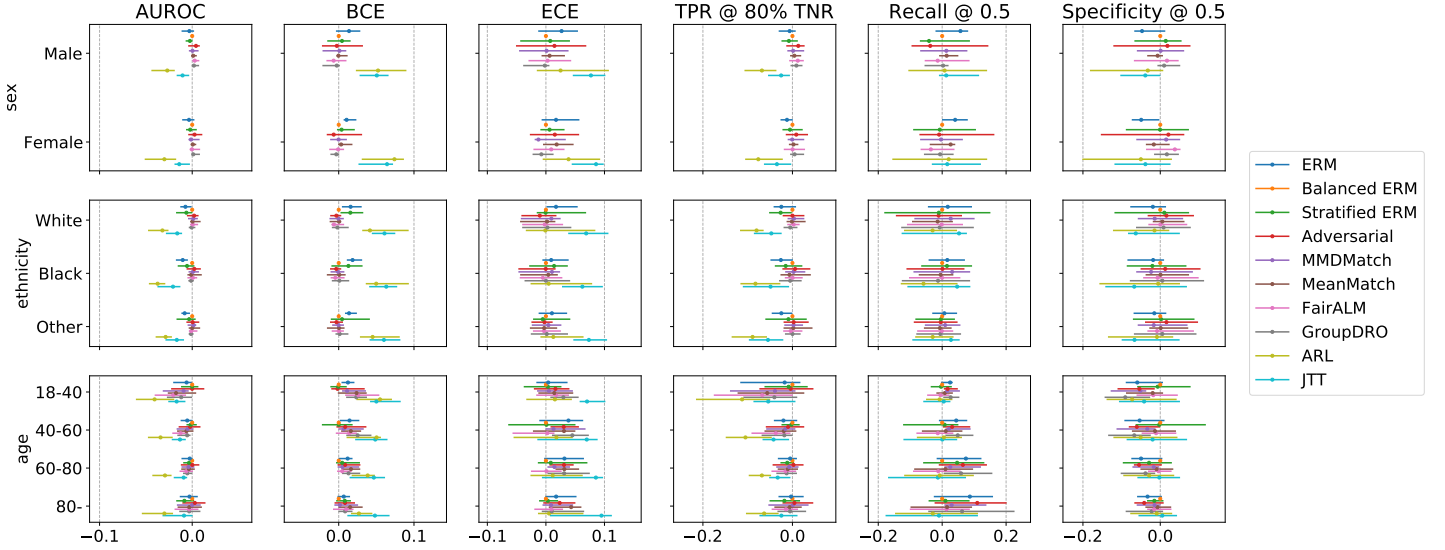 AUROC BCE ECE TPR @ 80% TNR Recall @ 0.5 Specificity @ 0.5
sex
Male
Female
ethnicity
White
Black
Other
age
18-40
40-60
60-80
80-
−0.1 0.0 0.0 0.1 −0.1 0.0 0.1 −0.2 0.0 −0.2 0.0 0.2 −0.2 0.0
ERM
Balanced ERM
Stratified ERM
Adversarial
MMDMatch
MeanMatch
FairALM
GroupDRO
ARL
JTT